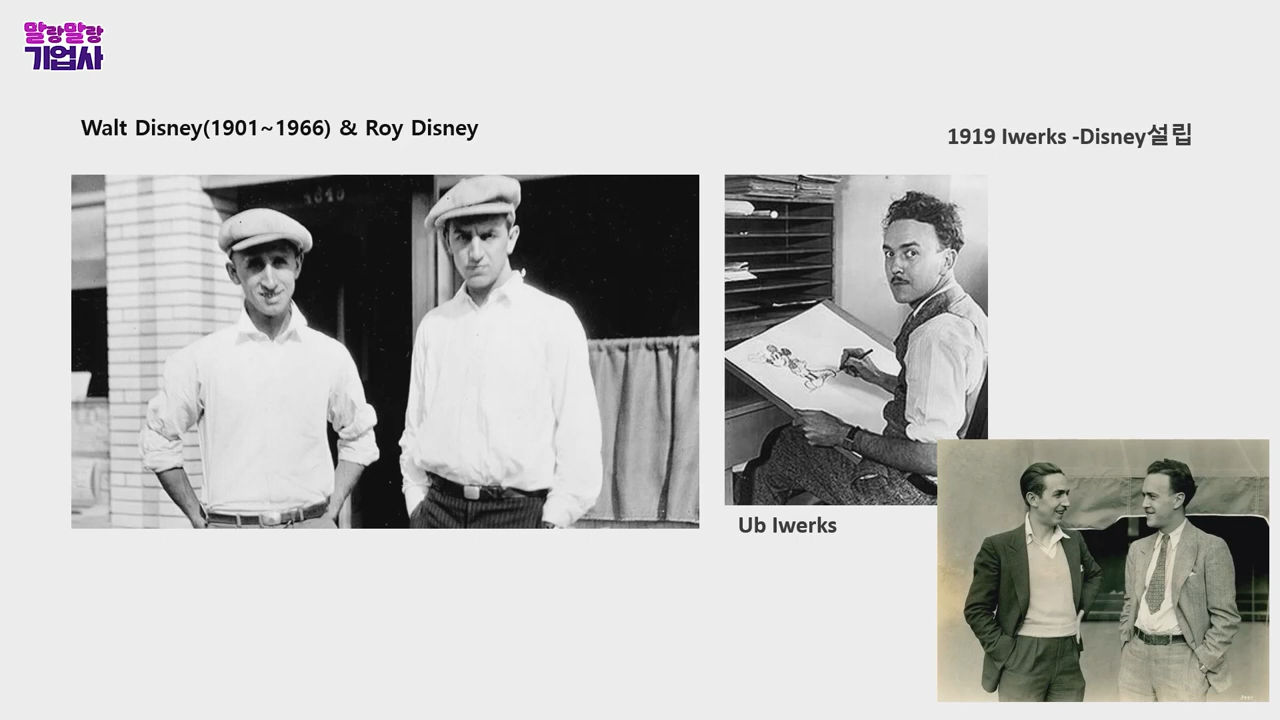 말랑말랑
기업사
Walt Disney(1901~1966) & Roy Disney
1919 Iwerks -Disney설립
1640
Ub Iwerks